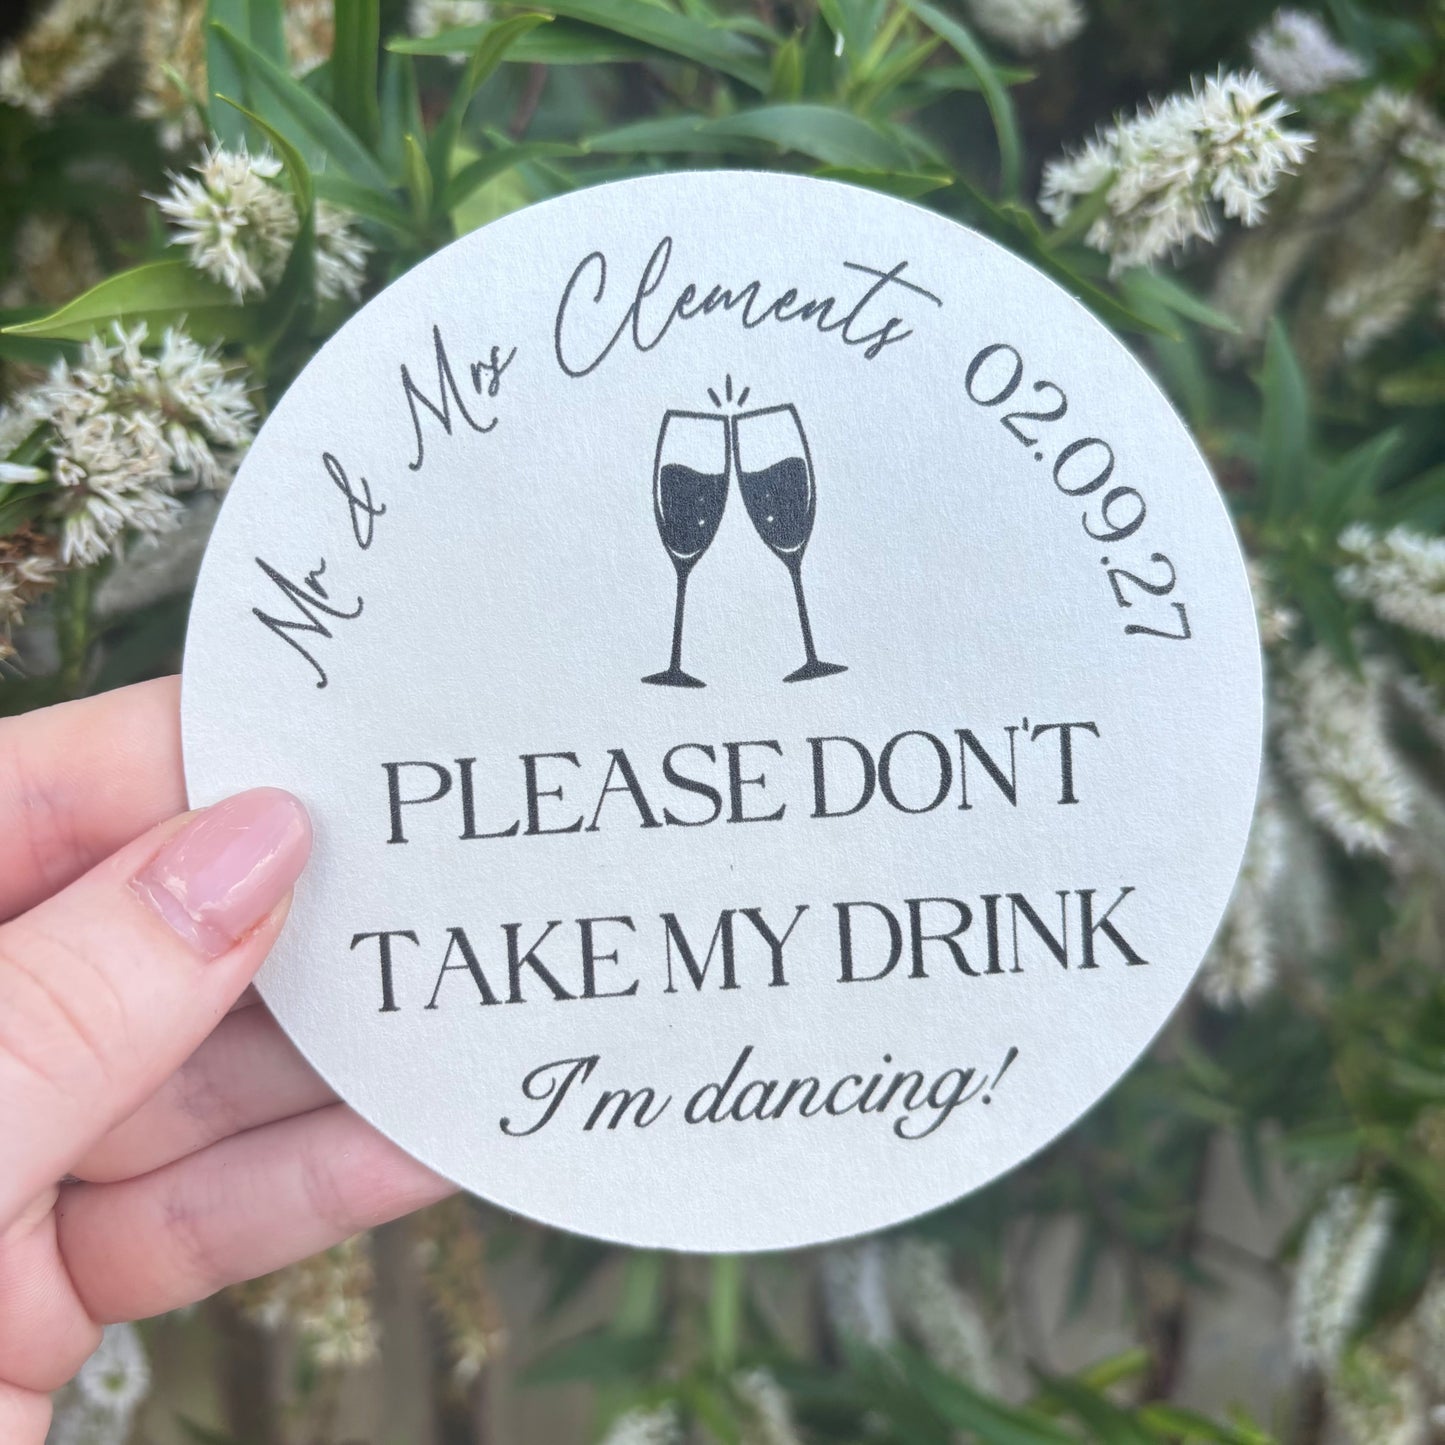 Mr & Mrs Clements 02.09.27
PLEASE DON'T
TAKE MY DRINK
I'm dancing!